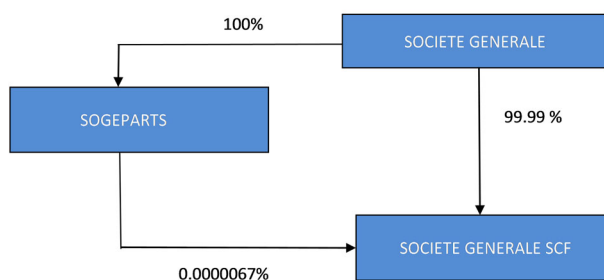 100%
SOCIETE GENERALE
SOGEPARTS
99.99 %
SOCIETE GENERALE SCF
0.0000067%